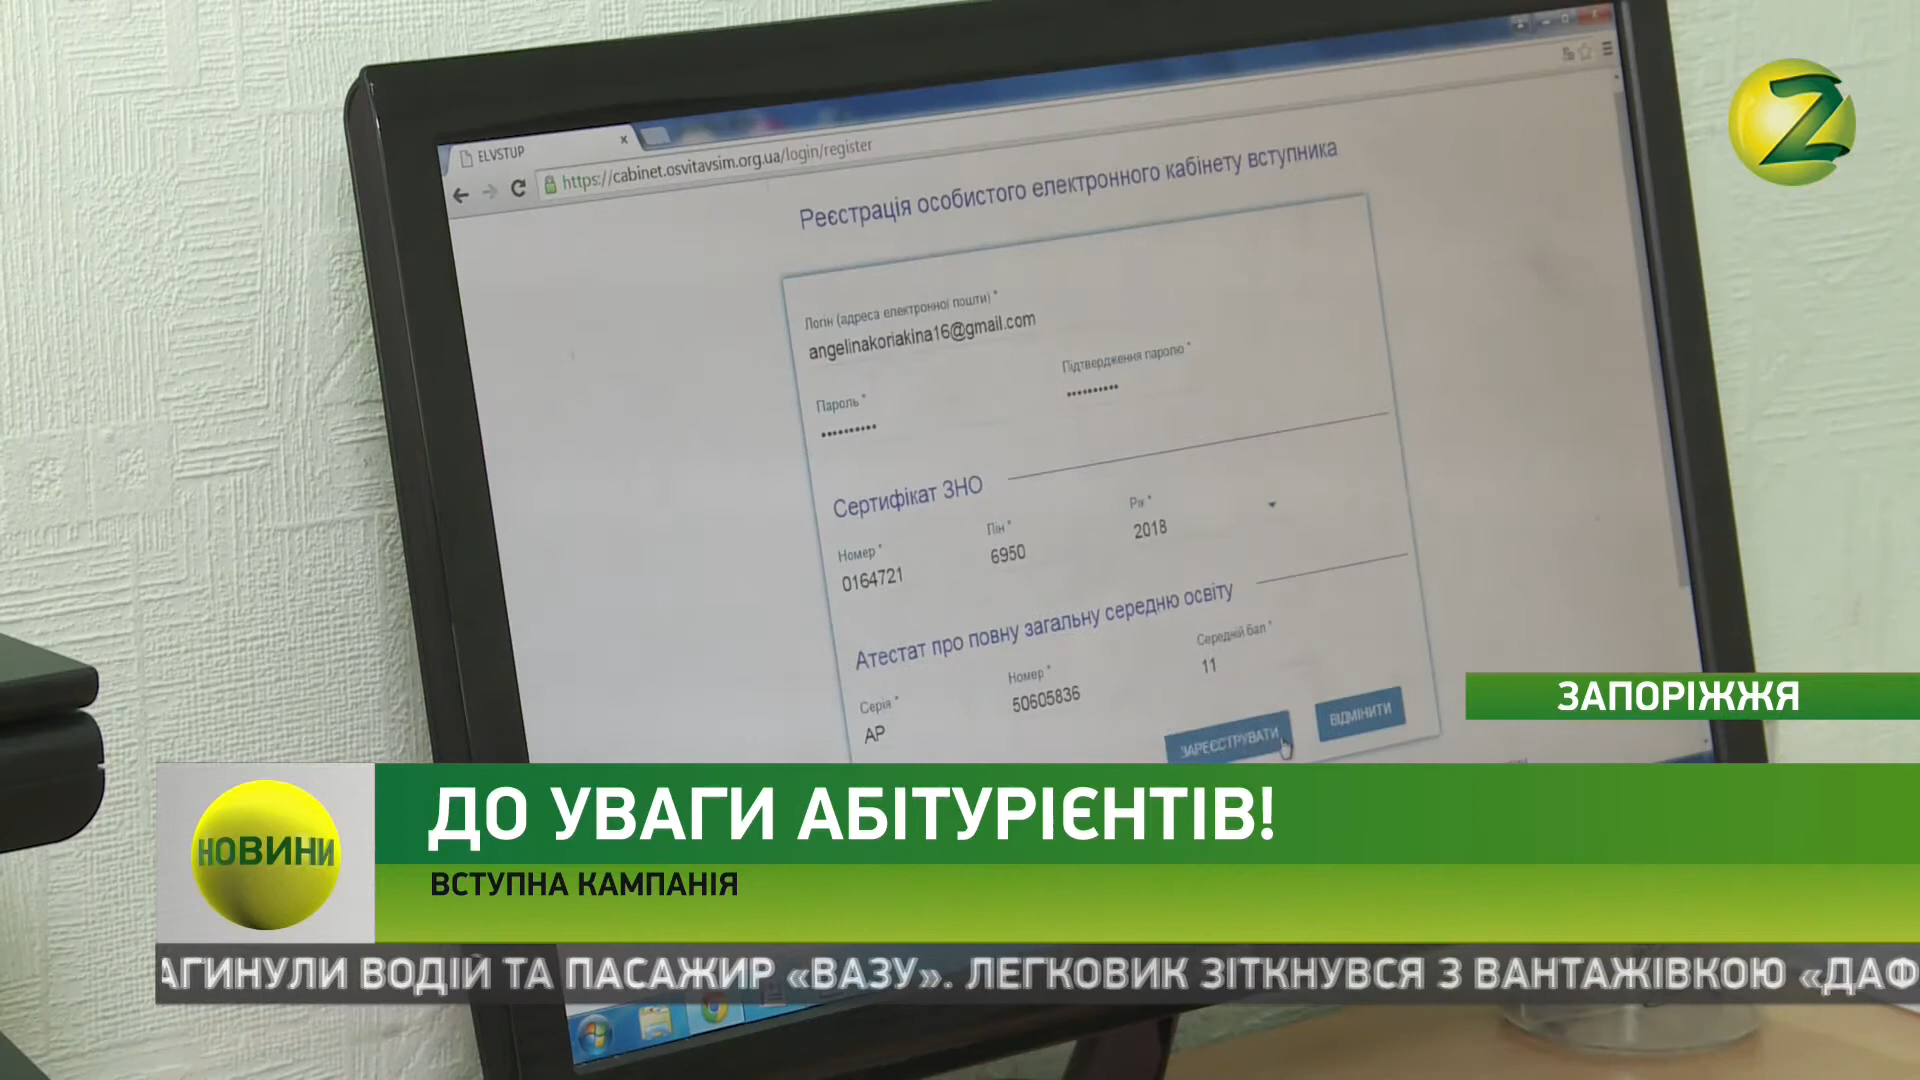 ELVSTUP
https://cabinet.osvitavsim.org.ua/login/register
Реєстрація особистого електронного кабінету вступника
Логін (адреса електронної пошти) *
angelinakoriakina16@gmail.com
Пароль *
••••••••••
Підтвердження паролю *
••••••••••
Сертифікат ЗНО
Номер *
0164721
Пін *
6950
Рік *
2018
Атестат про повну загальну середню освіту
Серія *
АР
Номер *
50605836
Середній бал *
11
ЗАРЕЄСТРУВАТИ
ВІДМІНИТИ
Z
ЗАПОРІЖЖЯ
НОВИНИ
ДО УВАГИ АБІТУРІЄНТІВ!
ВСТУПНА КАМПАНІЯ
АГИНУЛИ ВОДІЙ ТА ПАСАЖИР «ВАЗУ». ЛЕГКОВИК ЗІТКНУВСЯ З ВАНТАЖІВКОЮ «ДАФ